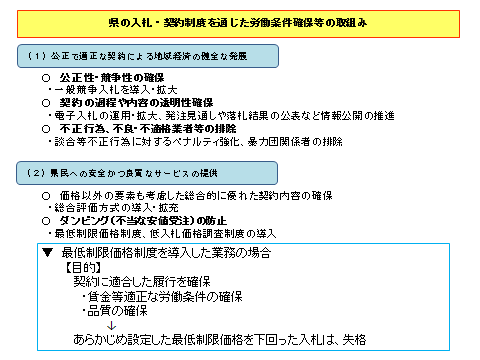 県の入札・契約制度を通じた労働条件確保等の取組み
（１）公正で適正な契約による地域経済の健全な発展
○　公正性・競争性の確保
・一般競争入札を導入・拡大
○　契約の過程や内容の透明性確保
・電子入札の運用・拡大、発注見通しや落札結果の公表など情報公開の推進
○　不正行為、不良・不適格業者等の排除
・談合等不正行為に対するペナルティ強化、暴力団関係者の排除
（２）県民への安全かつ良質なサービスの提供
○　価格以外の要素も考慮した総合的に優れた契約内容の確保
・総合評価方式の導入・拡充
○　ダンピング（不当な安値受注）の防止
・最低制限価格制度、低入札価格調査制度の導入
▼　最低制限価格制度を導入した業務の場合
【目的】
契約に適合した履行を確保
・賃金等適正な労働条件の確保
・品質の確保
↓
あらかじめ設定した最低制限価格を下回った入札は、失格